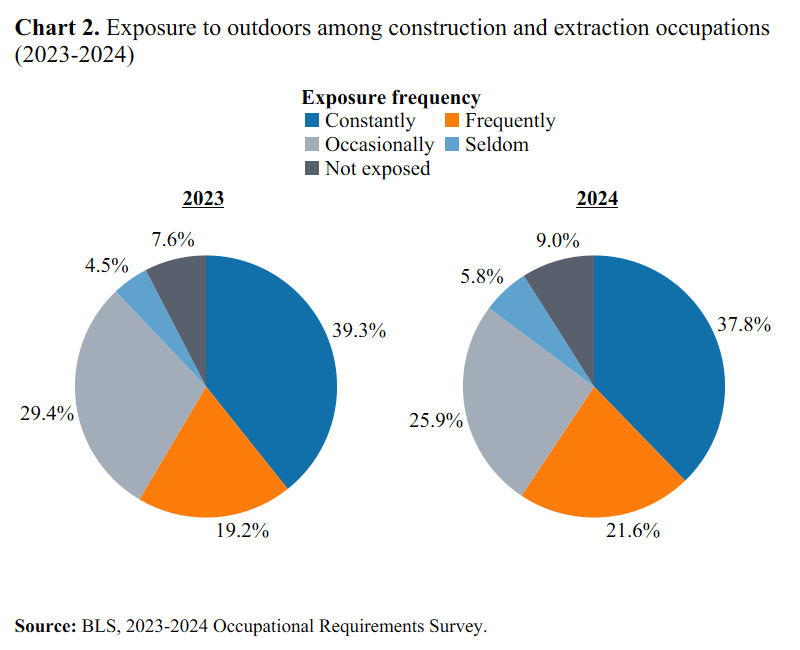 Chart 2. Exposure to outdoors among construction and extraction occupations
(2023-2024)
Exposure frequency
Constantly Frequently
Occasionally Seldom
Not exposed
2023
7.6%
4.5%
39.3%
29.4%
19.2%
2024
9.0%
5.8%
37.8%
25.9%
21.6%
Source: BLS, 2023-2024 Occupational Requirements Survey.